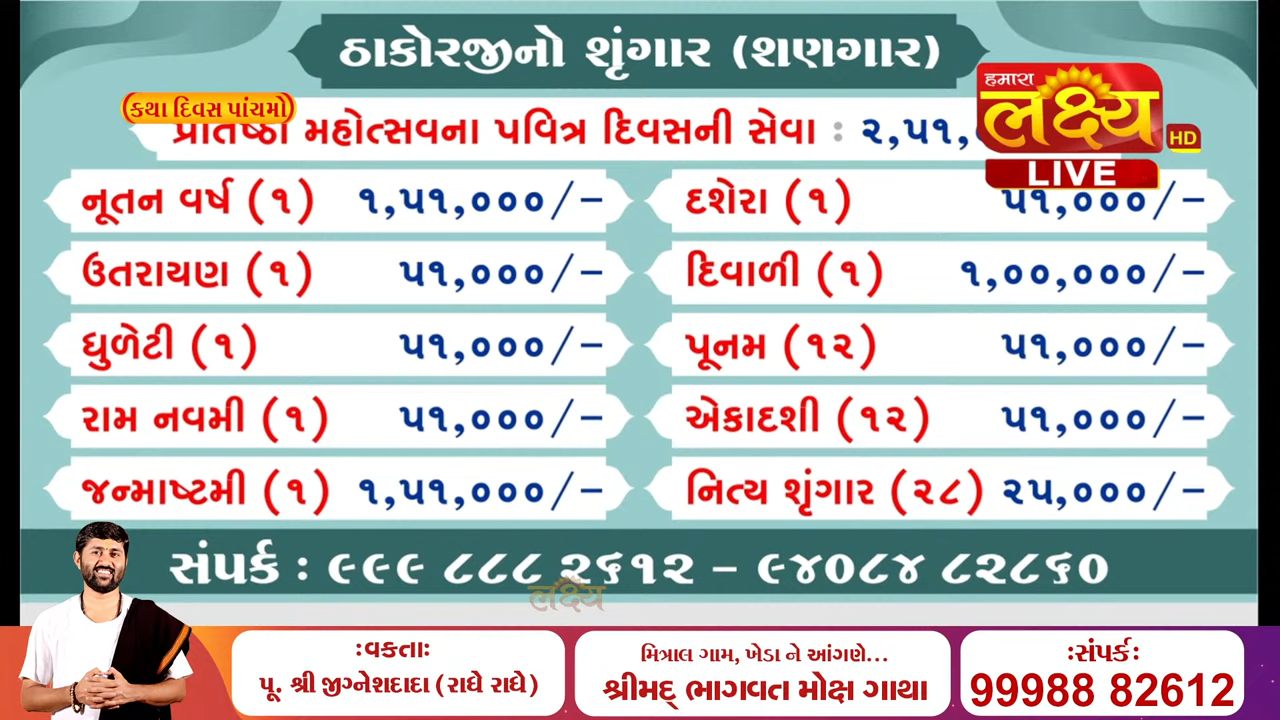 ઠાકોરજીનો શૃંગાર (શણગાર)
હમારા
લક્ષ્ય
HD
LIVE
કથા દિવસ પાંચમો
પ્રતિષ્ઠા મહોત્સવના પવિત્ર દિવસની સેવા :
નૂતન વર્ષ (૧) ૧,૫૧,૦૦૦/–
દશેરા (૧) ૫૧,૦૦૦/–
ઉતરાયણ (૧) ૫૧,૦૦૦/–
દિવાળી (૧) ૧,૦૦,૦૦૦/–
ધુળેટી (૧) ૫૧,૦૦૦/–
પૂનમ (૧૨) ૫૧,૦૦૦/–
રામ નવમી (૧) ૫૧,૦૦૦/–
એકાદશી (૧૨) ૫૧,૦૦૦/–
જન્માષ્ટમી (૧) ૧,૫૧,૦૦૦/–
નિત્ય શૃંગાર (૨૮) ૨૫,૦૦૦/–
સંપર્ક : ૯૯૯ ૮૮૮ ૨૬૧૨ – ૯૪૦૮૪ ૮૨૮૬૦
લક્ષ્ય
:વક્તા:
પૂ. શ્રી જીગ્નેશદાદા (રાધે રાધે)
મિત્રાલ ગામ, ખેડા ને આંગણે...
શ્રીમદ્ ભાગવત મોક્ષ ગાથા
:સંપર્ક:
99988 82612